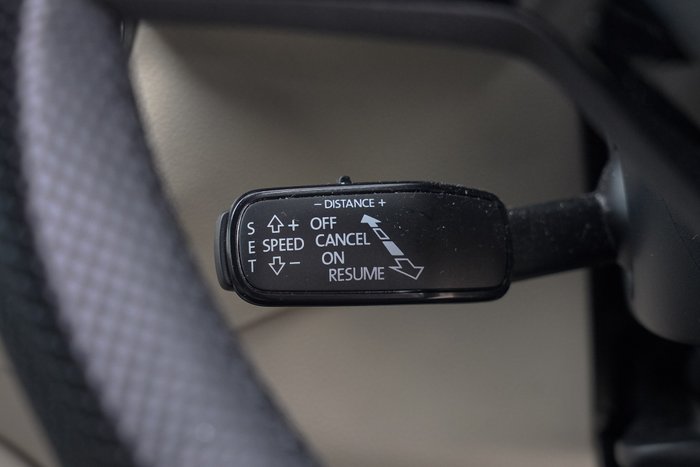 - DISTANCE +
S
E
T
+
SPEED
-
OFF
CANCEL
ON
RESUME